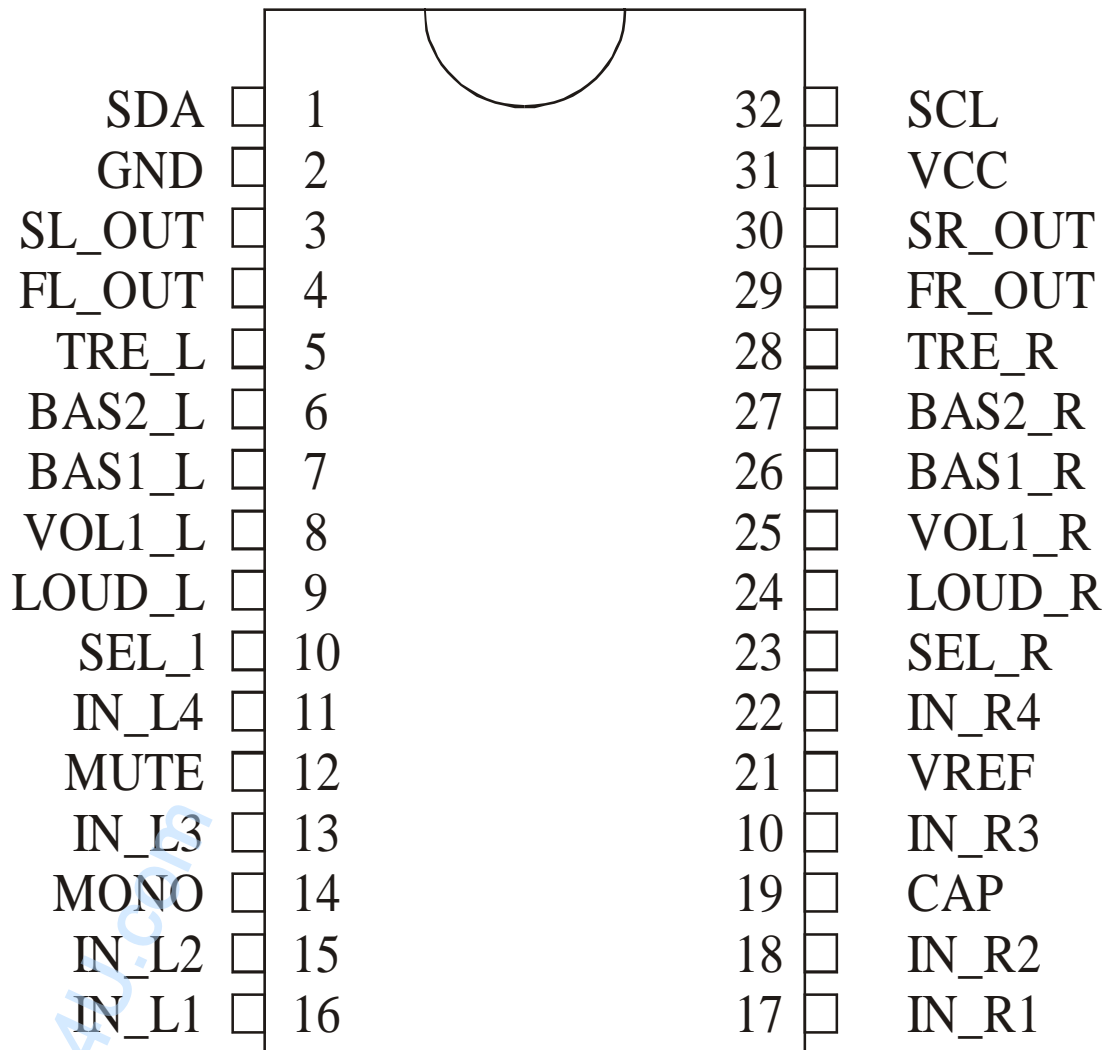 SDA 1 32 SCL
GND 2 31 VCC
SL_OUT 3 30 SR_OUT
FL_OUT 4 29 FR_OUT
TRE_L 5 28 TRE_R
BAS2_L 6 27 BAS2_R
BAS1_L 7 26 BAS1_R
VOL1_L 8 25 VOL1_R
LOUD_L 9 24 LOUD_R
SEL_1 10 23 SEL_R
IN_L4 11 22 IN_R4
MUTE 12 21 VREF
IN_L3 13 10 IN_R3
MONO 14 19 CAP
IN_L2 15 18 IN_R2
IN_L1 16 17 IN_R1
4U.com